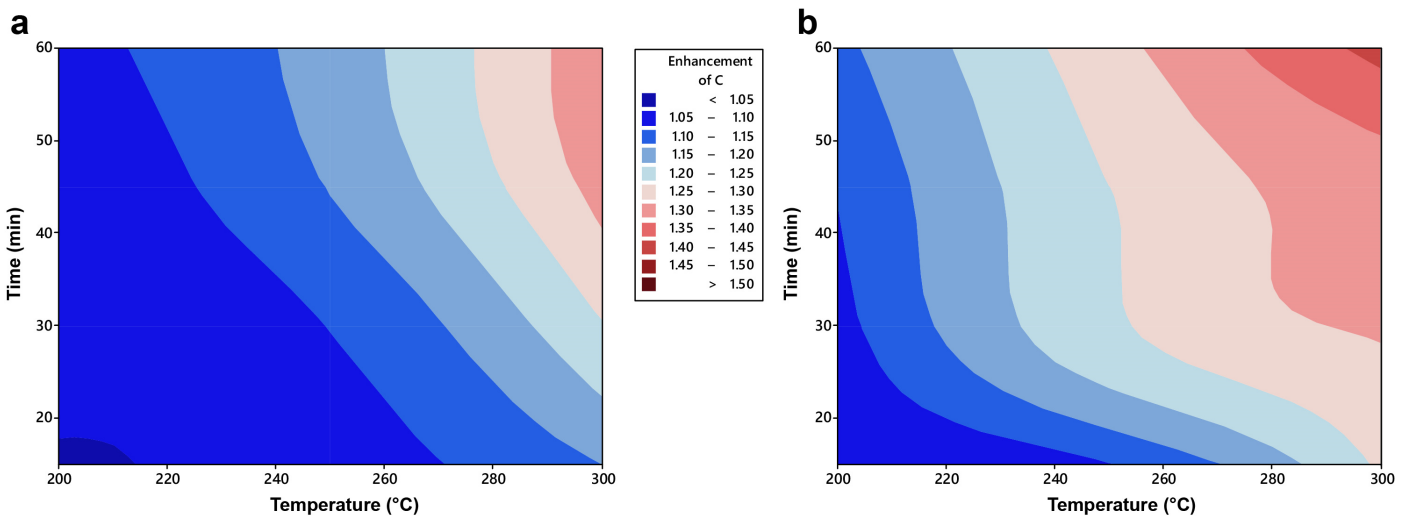 a
60
50
40
30
20
200
220
240
260
280
300
Time (min)
Temperature (°C)
Enhancement
of C
< 1.05
1.05 – 1.10
1.10 – 1.15
1.15 – 1.20
1.20 – 1.25
1.25 – 1.30
1.30 – 1.35
1.35 – 1.40
1.40 – 1.45
1.45 – 1.50
> 1.50
b
60
50
40
30
20
200
220
240
260
280
300
Time (min)
Temperature (°C)